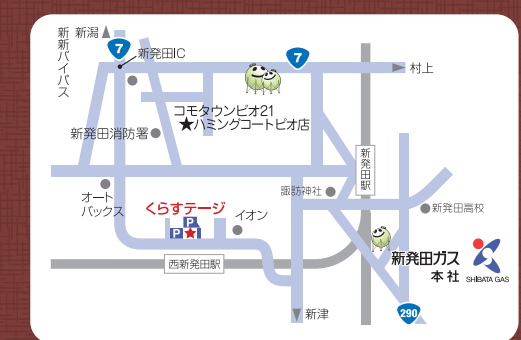 新潟
新新バイパス
7
新発田IC
7
村上
コモタウンピオ21
★ハミングコートピオ店
新発田消防署
新発田駅
オート
バックス
くらすテージ
P
P
イオン
諏訪神社
新発田高校
西新発田駅
新発田ガス
本社
SHIBATA GAS
新津
290